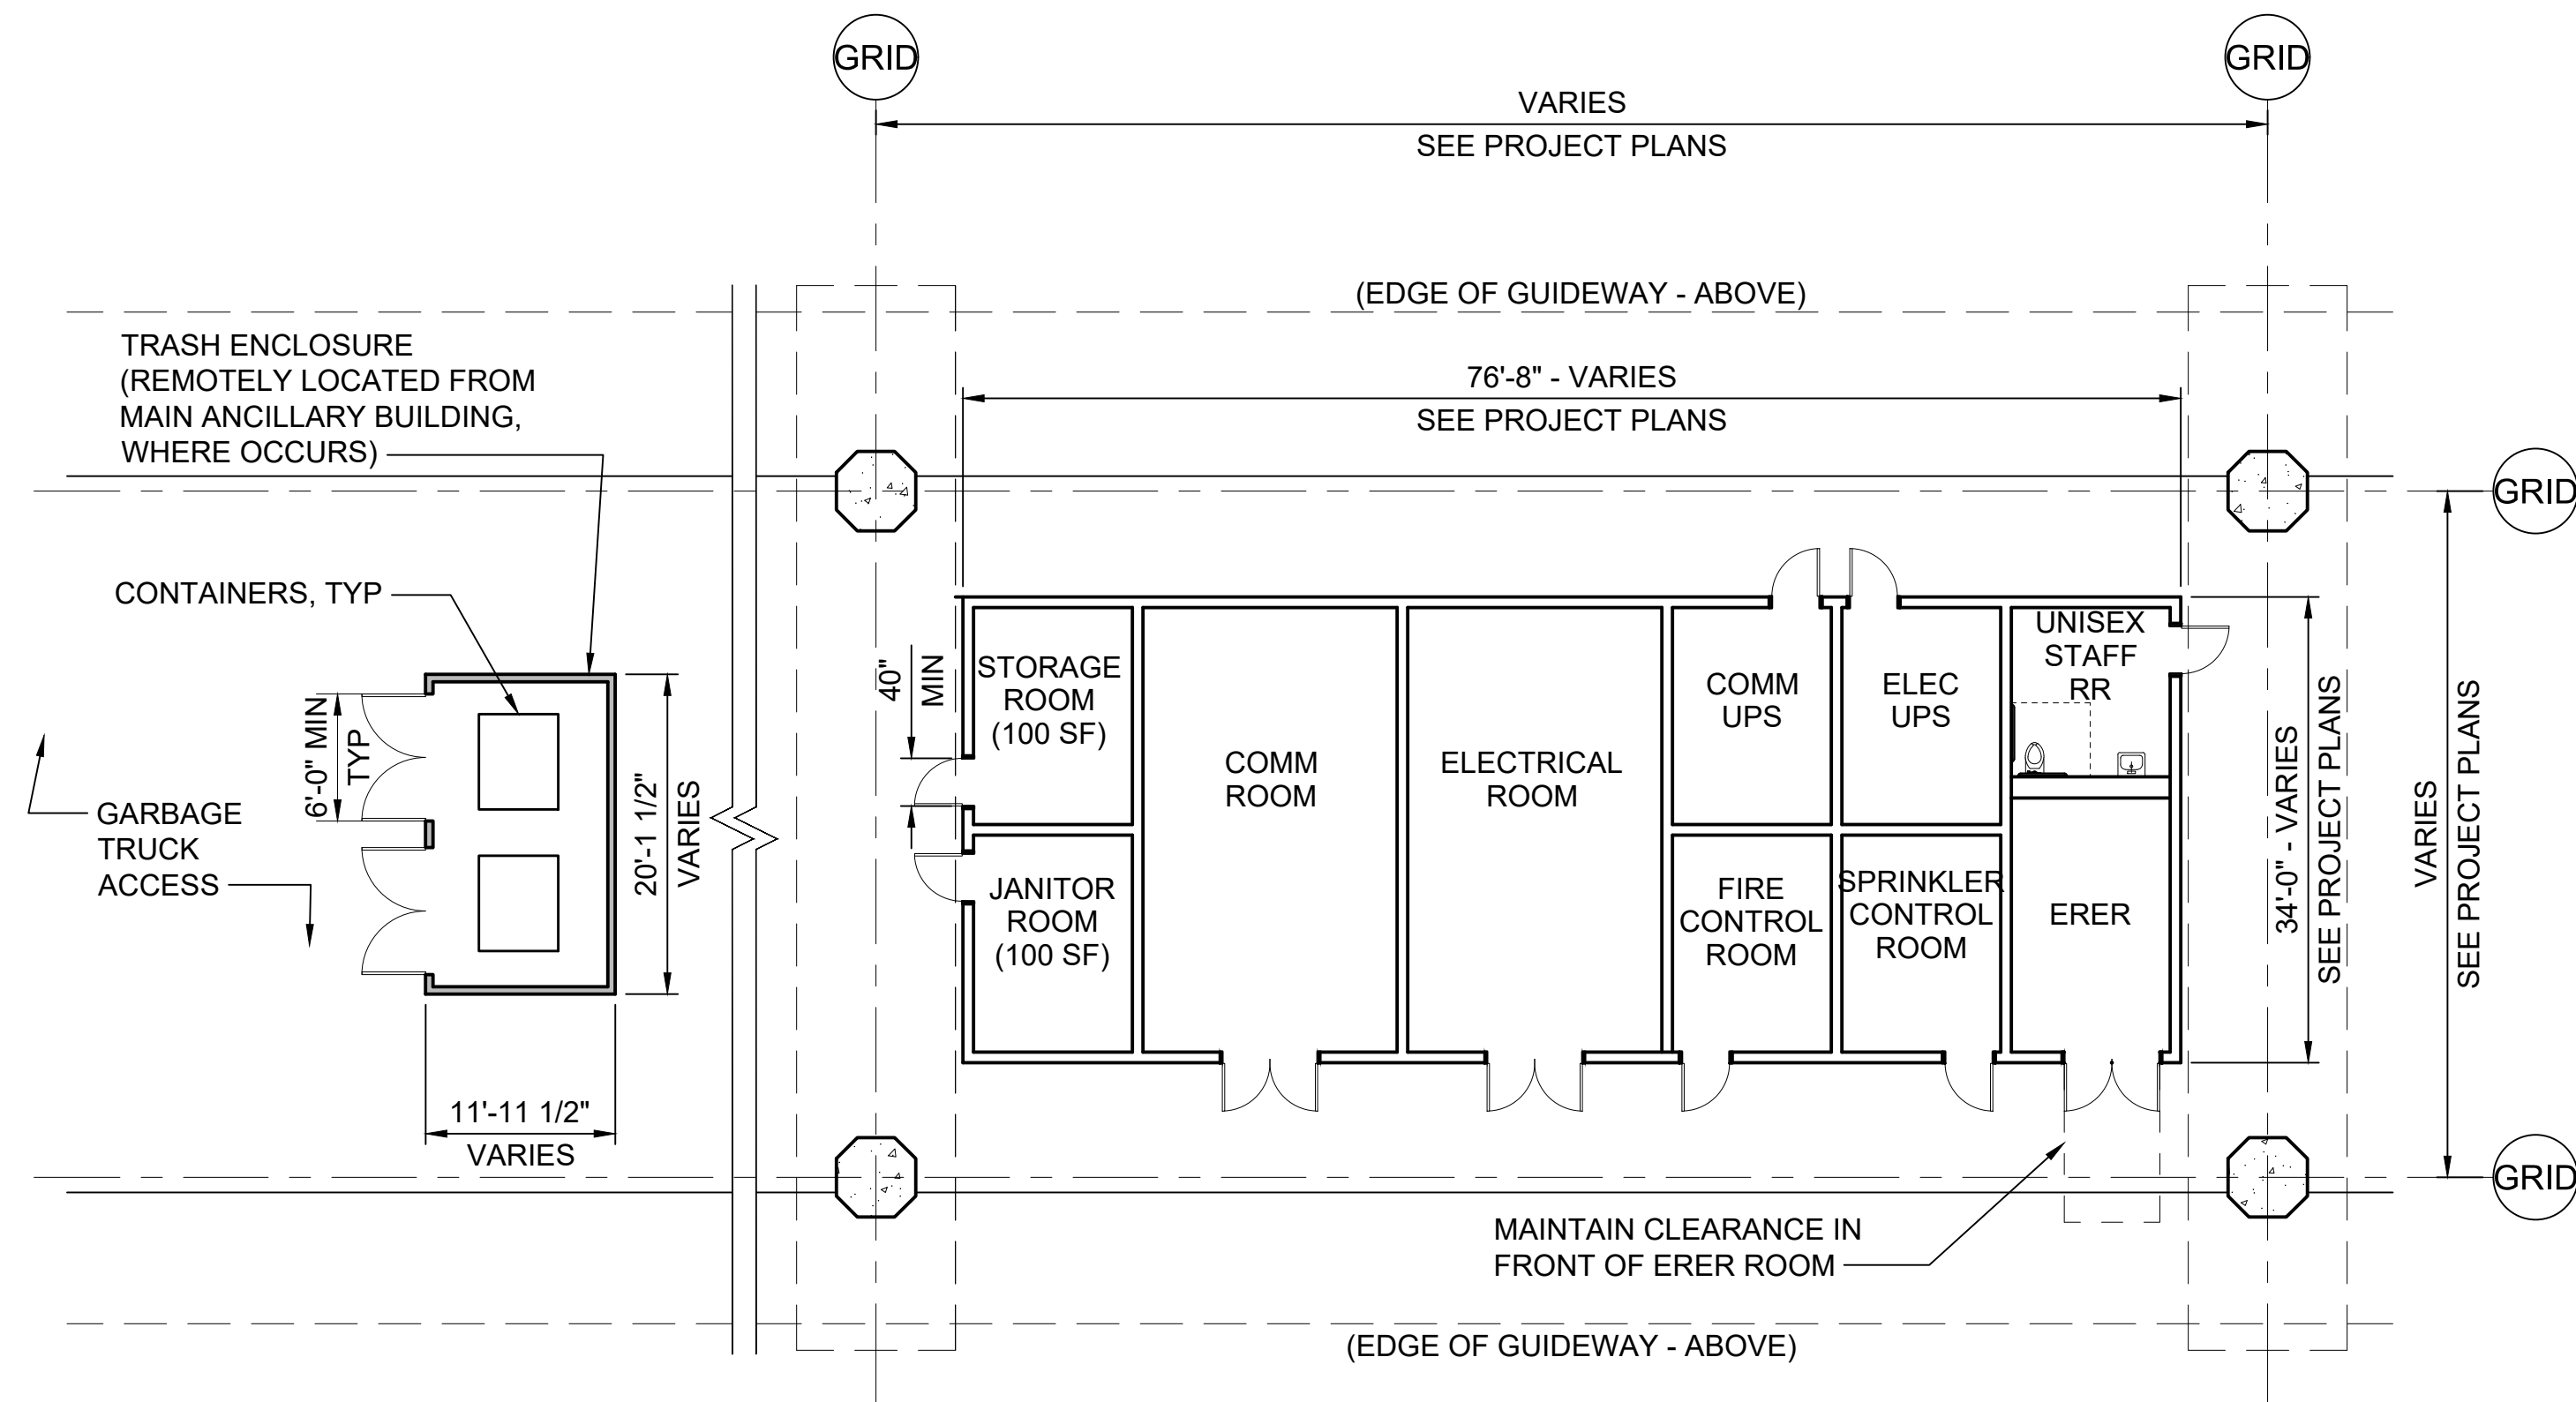 GRID
GRID
VARIES
SEE PROJECT PLANS
(EDGE OF GUIDEWAY - ABOVE)
TRASH ENCLOSURE
(REMOTELY LOCATED FROM
MAIN ANCILLARY BUILDING,
WHERE OCCURS)
76'-8" - VARIES
SEE PROJECT PLANS
GRID
CONTAINERS, TYP
6'-0" MIN
TYP
GARBAGE
TRUCK
ACCESS
20'-1 1/2"
VARIES
11'-11 1/2"
VARIES
40"
MIN
STORAGE
ROOM
(100 SF)
JANITOR
ROOM
(100 SF)
COMM
ROOM
ELECTRICAL
ROOM
COMM
UPS
ELEC
UPS
UNISEX
STAFF
RR
FIRE
CONTROL
ROOM
SPRINKLER
CONTROL
ROOM
ERER
34'-0" - VARIES
SEE PROJECT PLANS
VARIES
SEE PROJECT PLANS
GRID
MAINTAIN CLEARANCE IN
FRONT OF ERER ROOM
(EDGE OF GUIDEWAY - ABOVE)